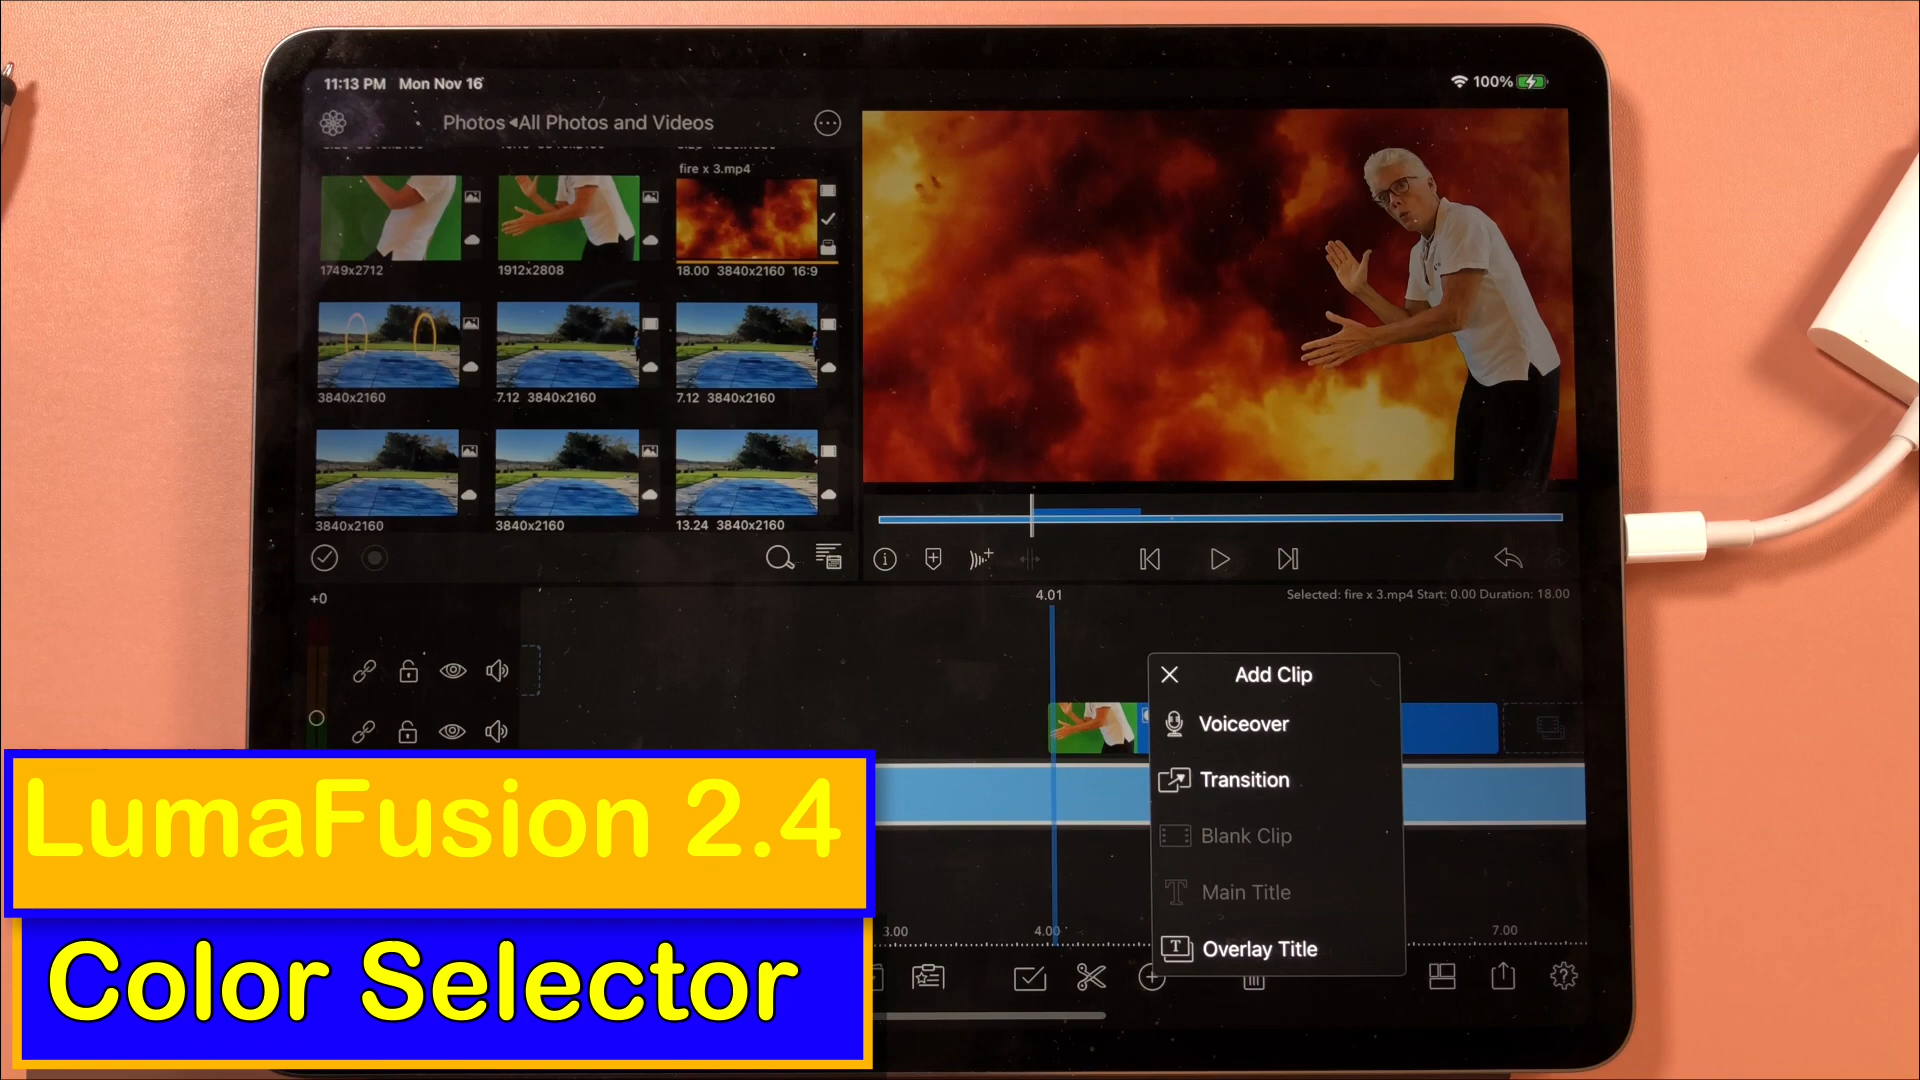 11:13 PM Mon Nov 16
100%
Photos ◂All Photos and Videos
fire x 3.mp4
1749x2712
1912x2808
18.00 3840x2160 16:9
3840x2160
7.12 3840x2160
7.12 3840x2160
3840x2160
3840x2160
13.24 3840x2160
+0
4.01
Selected: fire x 3.mp4 Start: 0.00 Duration: 18.00
Add Clip
Voiceover
Transition
Blank Clip
Main Title
Overlay Title
3.00
4.00
7.00
LumaFusion 2.4
Color Selector